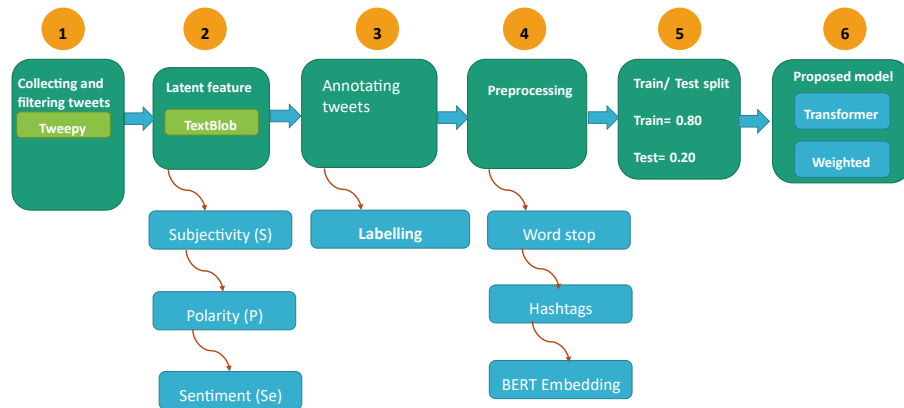 1
2
3
4
5
6
Collecting and
filtering tweets
Tweepy
Latent feature
TextBlob
Annotating
tweets
Preprocessing
Train/ Test split
Train= 0.80
Test= 0.20
Proposed model
Transformer
Weighted
Subjectivity (S)
Polarity (P)
Sentiment (Se)
Labelling
Word stop
Hashtags
BERT Embedding